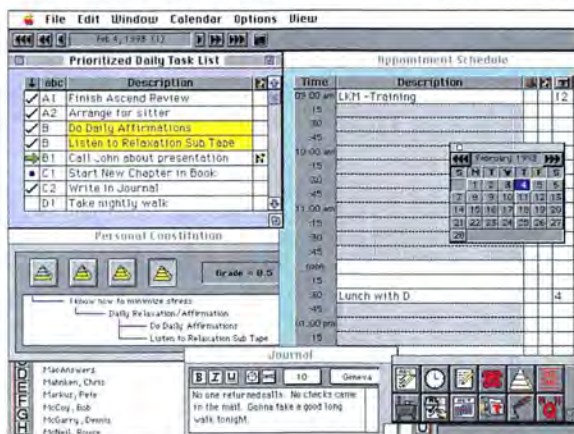 File Edit Window Calendar Options View
Feb 4, 1993 (1)
Prioritized Daily Task List
abc Description
A1 Finish Ascend Review
A2 Arrange for sitter
B Do Daily Affirmations
B Listen to Relaxation Sub Tape
B1 Call John about presentation
C1 Start New Chapter in Book
C2 Write in Journal
D1 Take nightly walk
Appointment Schedule
Time Description
09:00 am LKM -Training 12
:15
:30
:45
10:00 am
:15
:30
:45
11:00 am
:15
:30
:45
noon
:15
:30 Lunch with D 4
:45
01:00 pm
February 1993
S M T W T F S
1 2 3 4 5 6
7 8 9 10 11 12 13
14 15 16 17 18 19 20
21 22 23 24 25 26 27
28
Personal Constitution
Grade = 0.5
I know how to minimize stress
Daily Relaxation/Affirmation
Do Daily Affirmations
Listen to Relaxation Sub Tape
D
E
F
G
H
MacAnswers
Mahnken, Chris
Markuz, Pete
McCoy, Bob
McGarry, Dennis
Journal
B I U 10 Geneva
No one returned calls. No checks came
in the mail. Gonna take a good long
walk tonight.